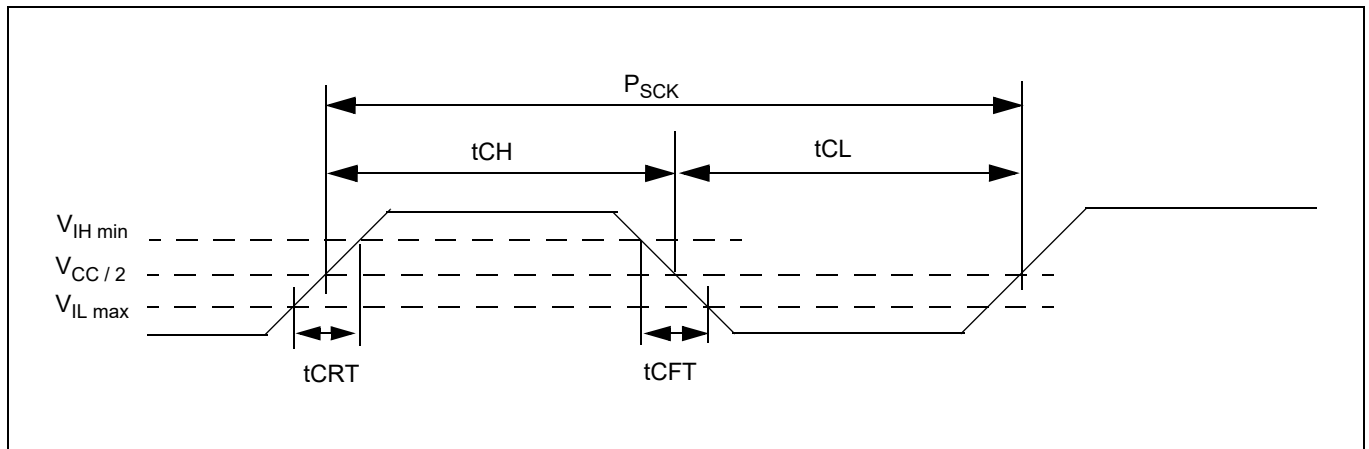 PSCK
tCH
tCL
VIH min
VCC / 2
VIL max
tCRT
tCFT